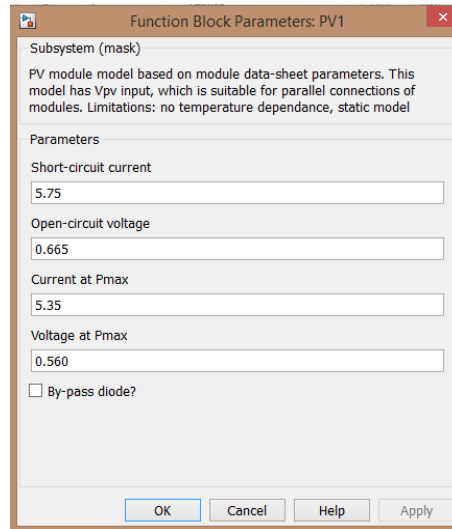 Function Block Parameters: PV1
Subsystem (mask)
PV module model based on module data-sheet parameters. This
model has Vpv input, which is suitable for parallel connections of
modules. Limitations: no temperature dependance, static model
Parameters
Short-circuit current
5.75
Open-circuit voltage
0.665
Current at Pmax
5.35
Voltage at Pmax
0.560
By-pass diode?
OK Cancel Help Apply